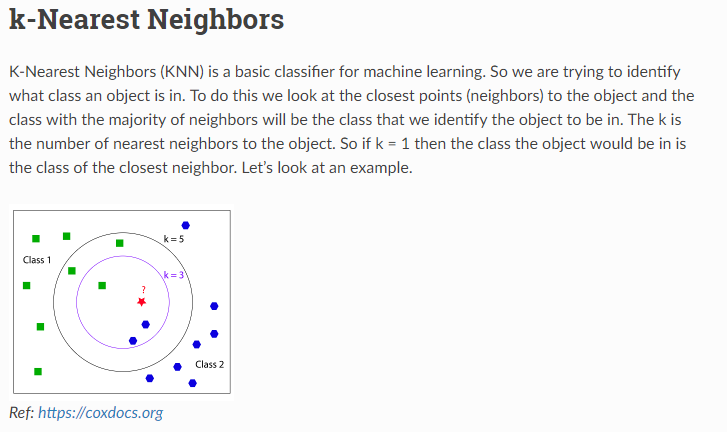 k-Nearest Neighbors
K-Nearest Neighbors (KNN) is a basic classifier for machine learning. So we are trying to identify
what class an object is in. To do this we look at the closest points (neighbors) to the object and the
class with the majority of neighbors will be the class that we identify the object to be in. The k is
the number of nearest neighbors to the object. So if k = 1 then the class the object would be in is
the class of the closest neighbor. Let’s look at an example.
k=5
Class 1
k=3
?
Class 2
Ref: https://coxdocs.org